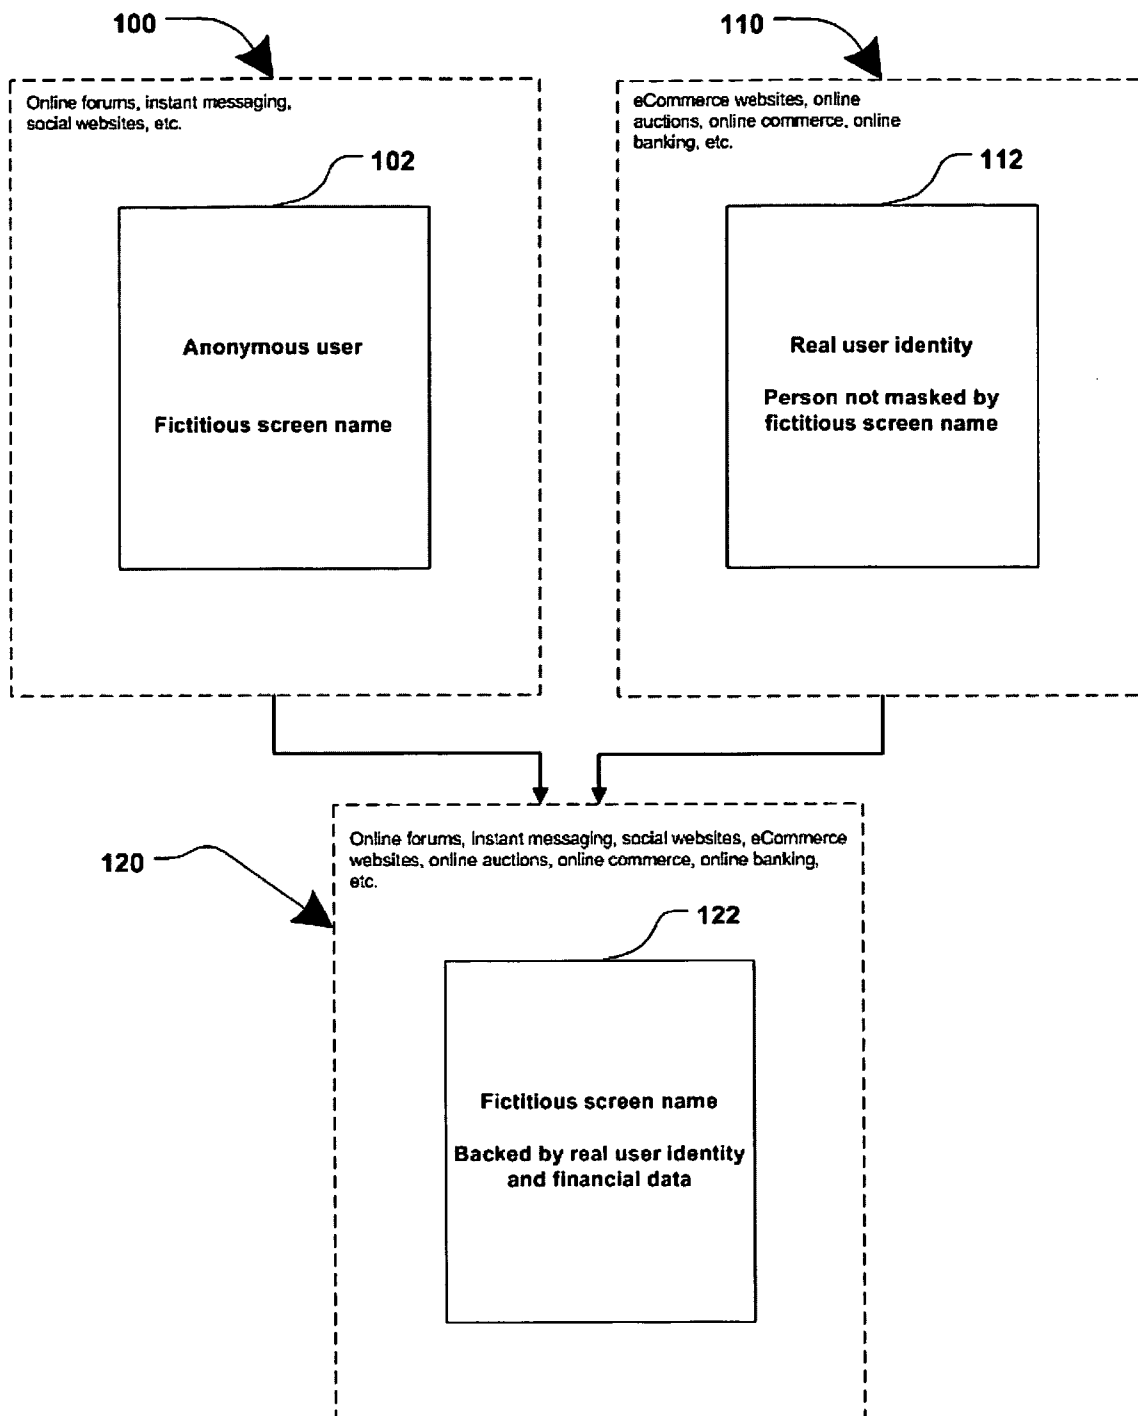 100
110
Online forums, instant messaging,
social websites, etc.
eCommerce websites, online
auctions, online commerce, online
banking, etc.
102
112
Anonymous user
Fictitious screen name
Real user identity
Person not masked by
fictitious screen name
120
Online forums, instant messaging, social websites, eCommerce
websites, online auctions, online commerce, online banking,
etc.
122
Fictitious screen name
Backed by real user identity
and financial data